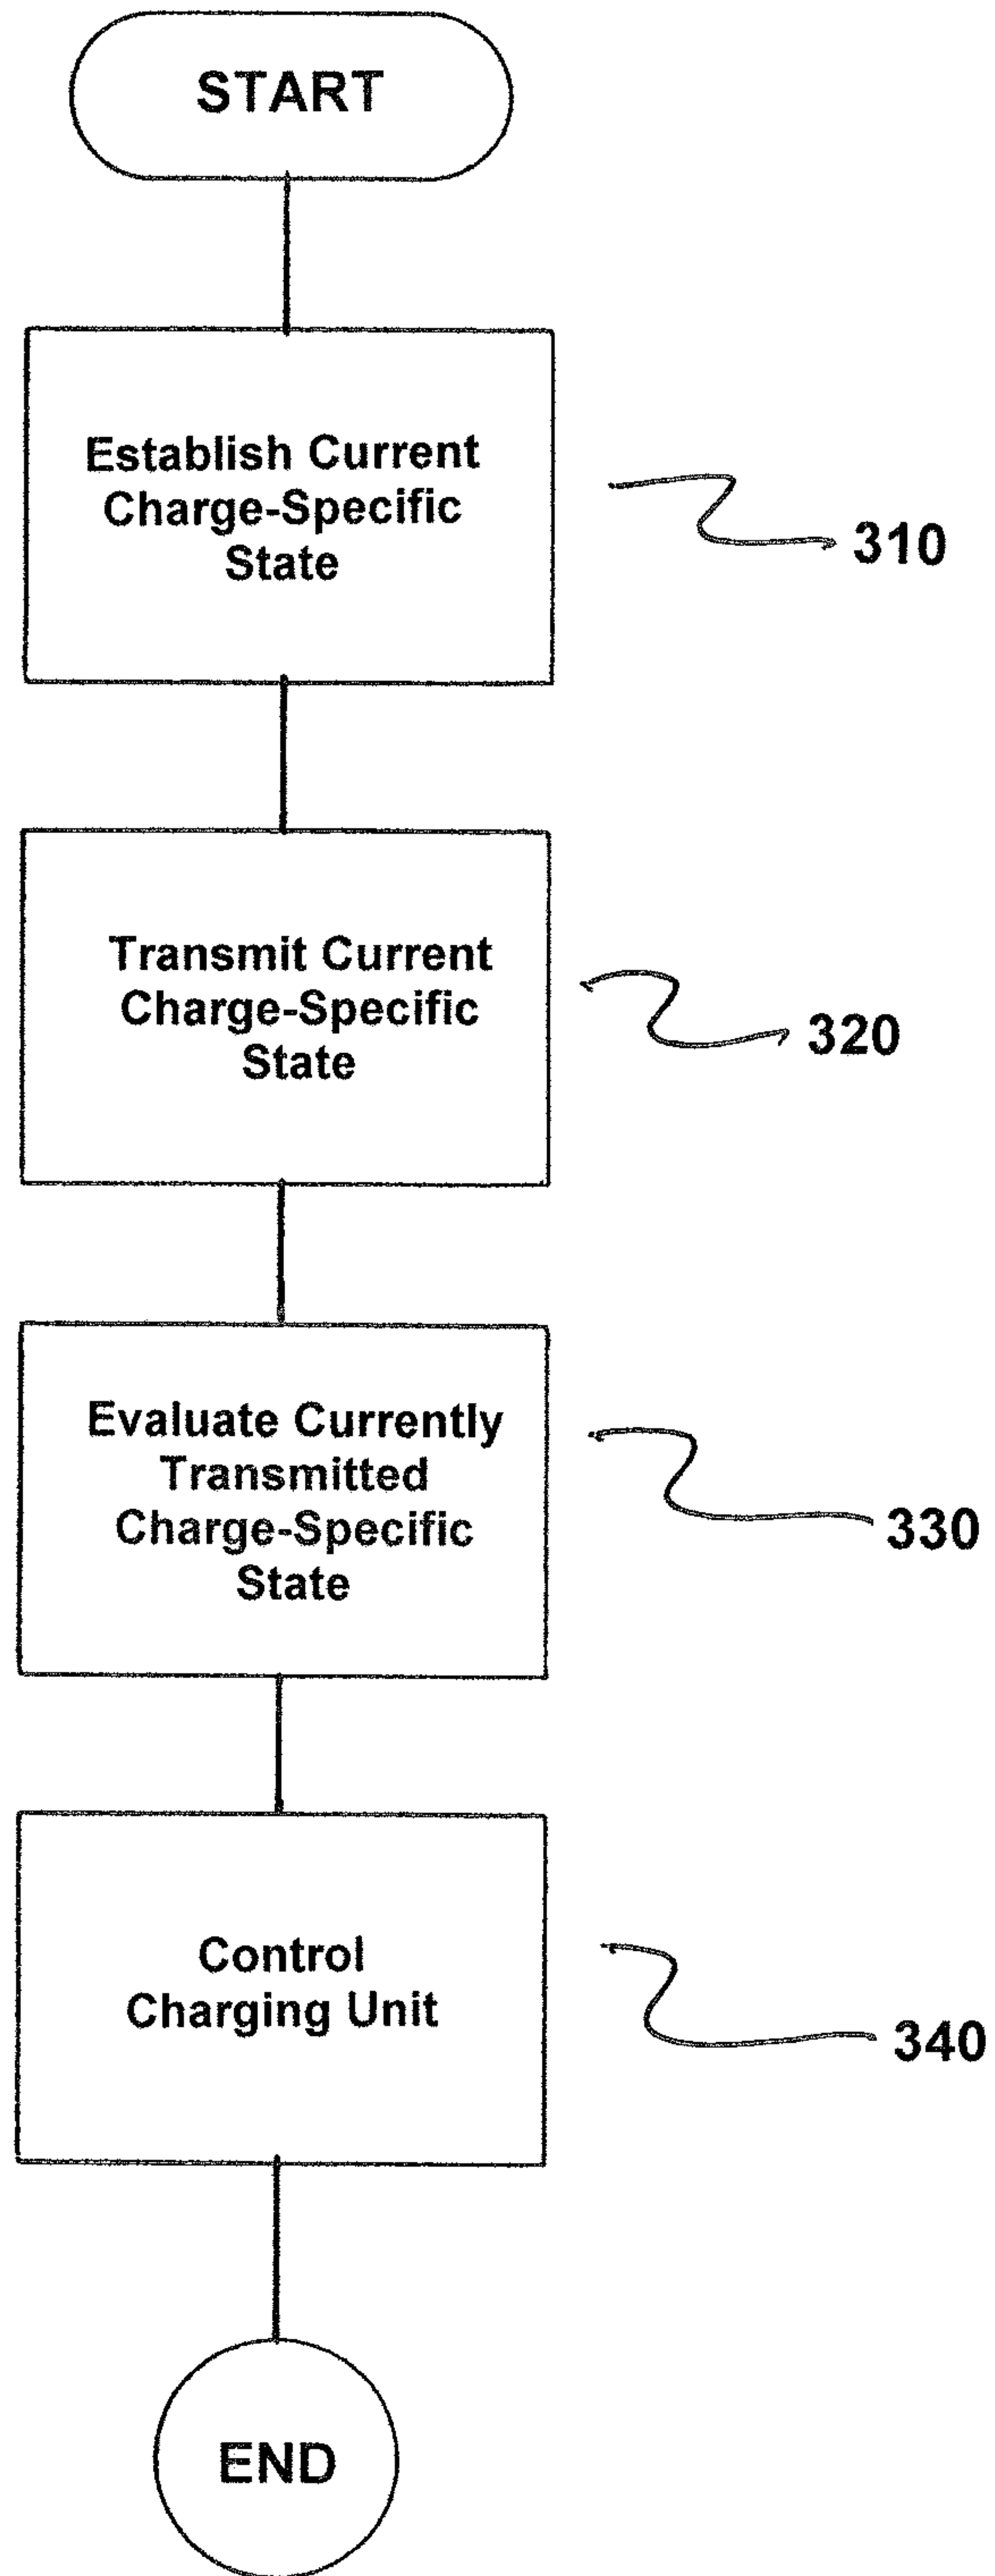 START
Establish Current
Charge-Specific
State
310
Transmit Current
Charge-Specific
State
320
Evaluate Currently
Transmitted
Charge-Specific
State
330
Control
Charging Unit
340
END